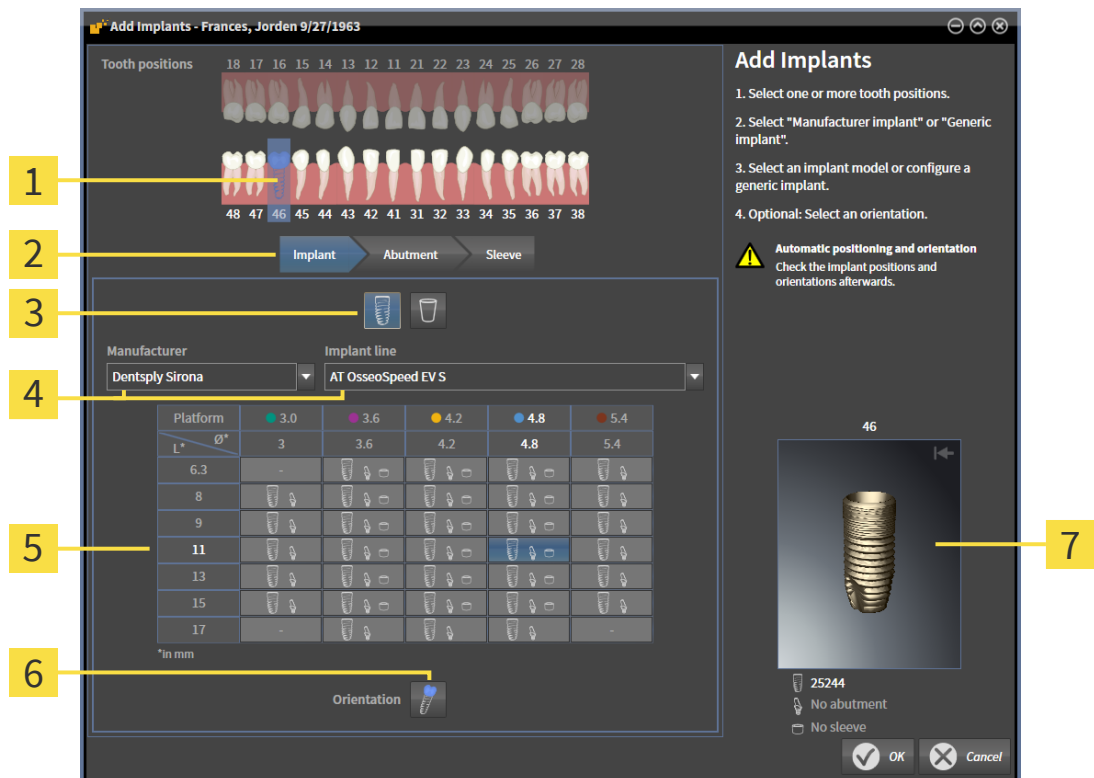 Add Implants - Frances, Jorden 9/27/1963
Tooth positions
18 17 16 15 14 13 12 11 21 22 23 24 25 26 27 28
1
48 47 46 45 44 43 42 41 31 32 33 34 35 36 37 38
2
Implant Abutment Sleeve
3
Manufacturer Implant line
4
Dentsply Sirona AT OsseoSpeed EV S
Platform 3.0 3.6 4.2 4.8 5.4
L* Ø* 3 3.6 4.2 4.8 5.4
6.3 -
8
9
5
11
13
15
17 - -
*in mm
6
Orientation
Add Implants
1. Select one or more tooth positions.
2. Select "Manufacturer implant" or "Generic
implant".
3. Select an implant model or configure a
generic implant.
4. Optional: Select an orientation.
Automatic positioning and orientation
Check the implant positions and
orientations afterwards.
46
7
25244
No abutment
No sleeve
OK Cancel